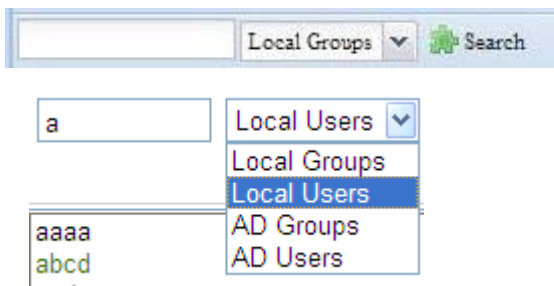 Local Groups Search
a Local Users
Local Groups
Local Users
AD Groups
AD Users
aaaa
abcd